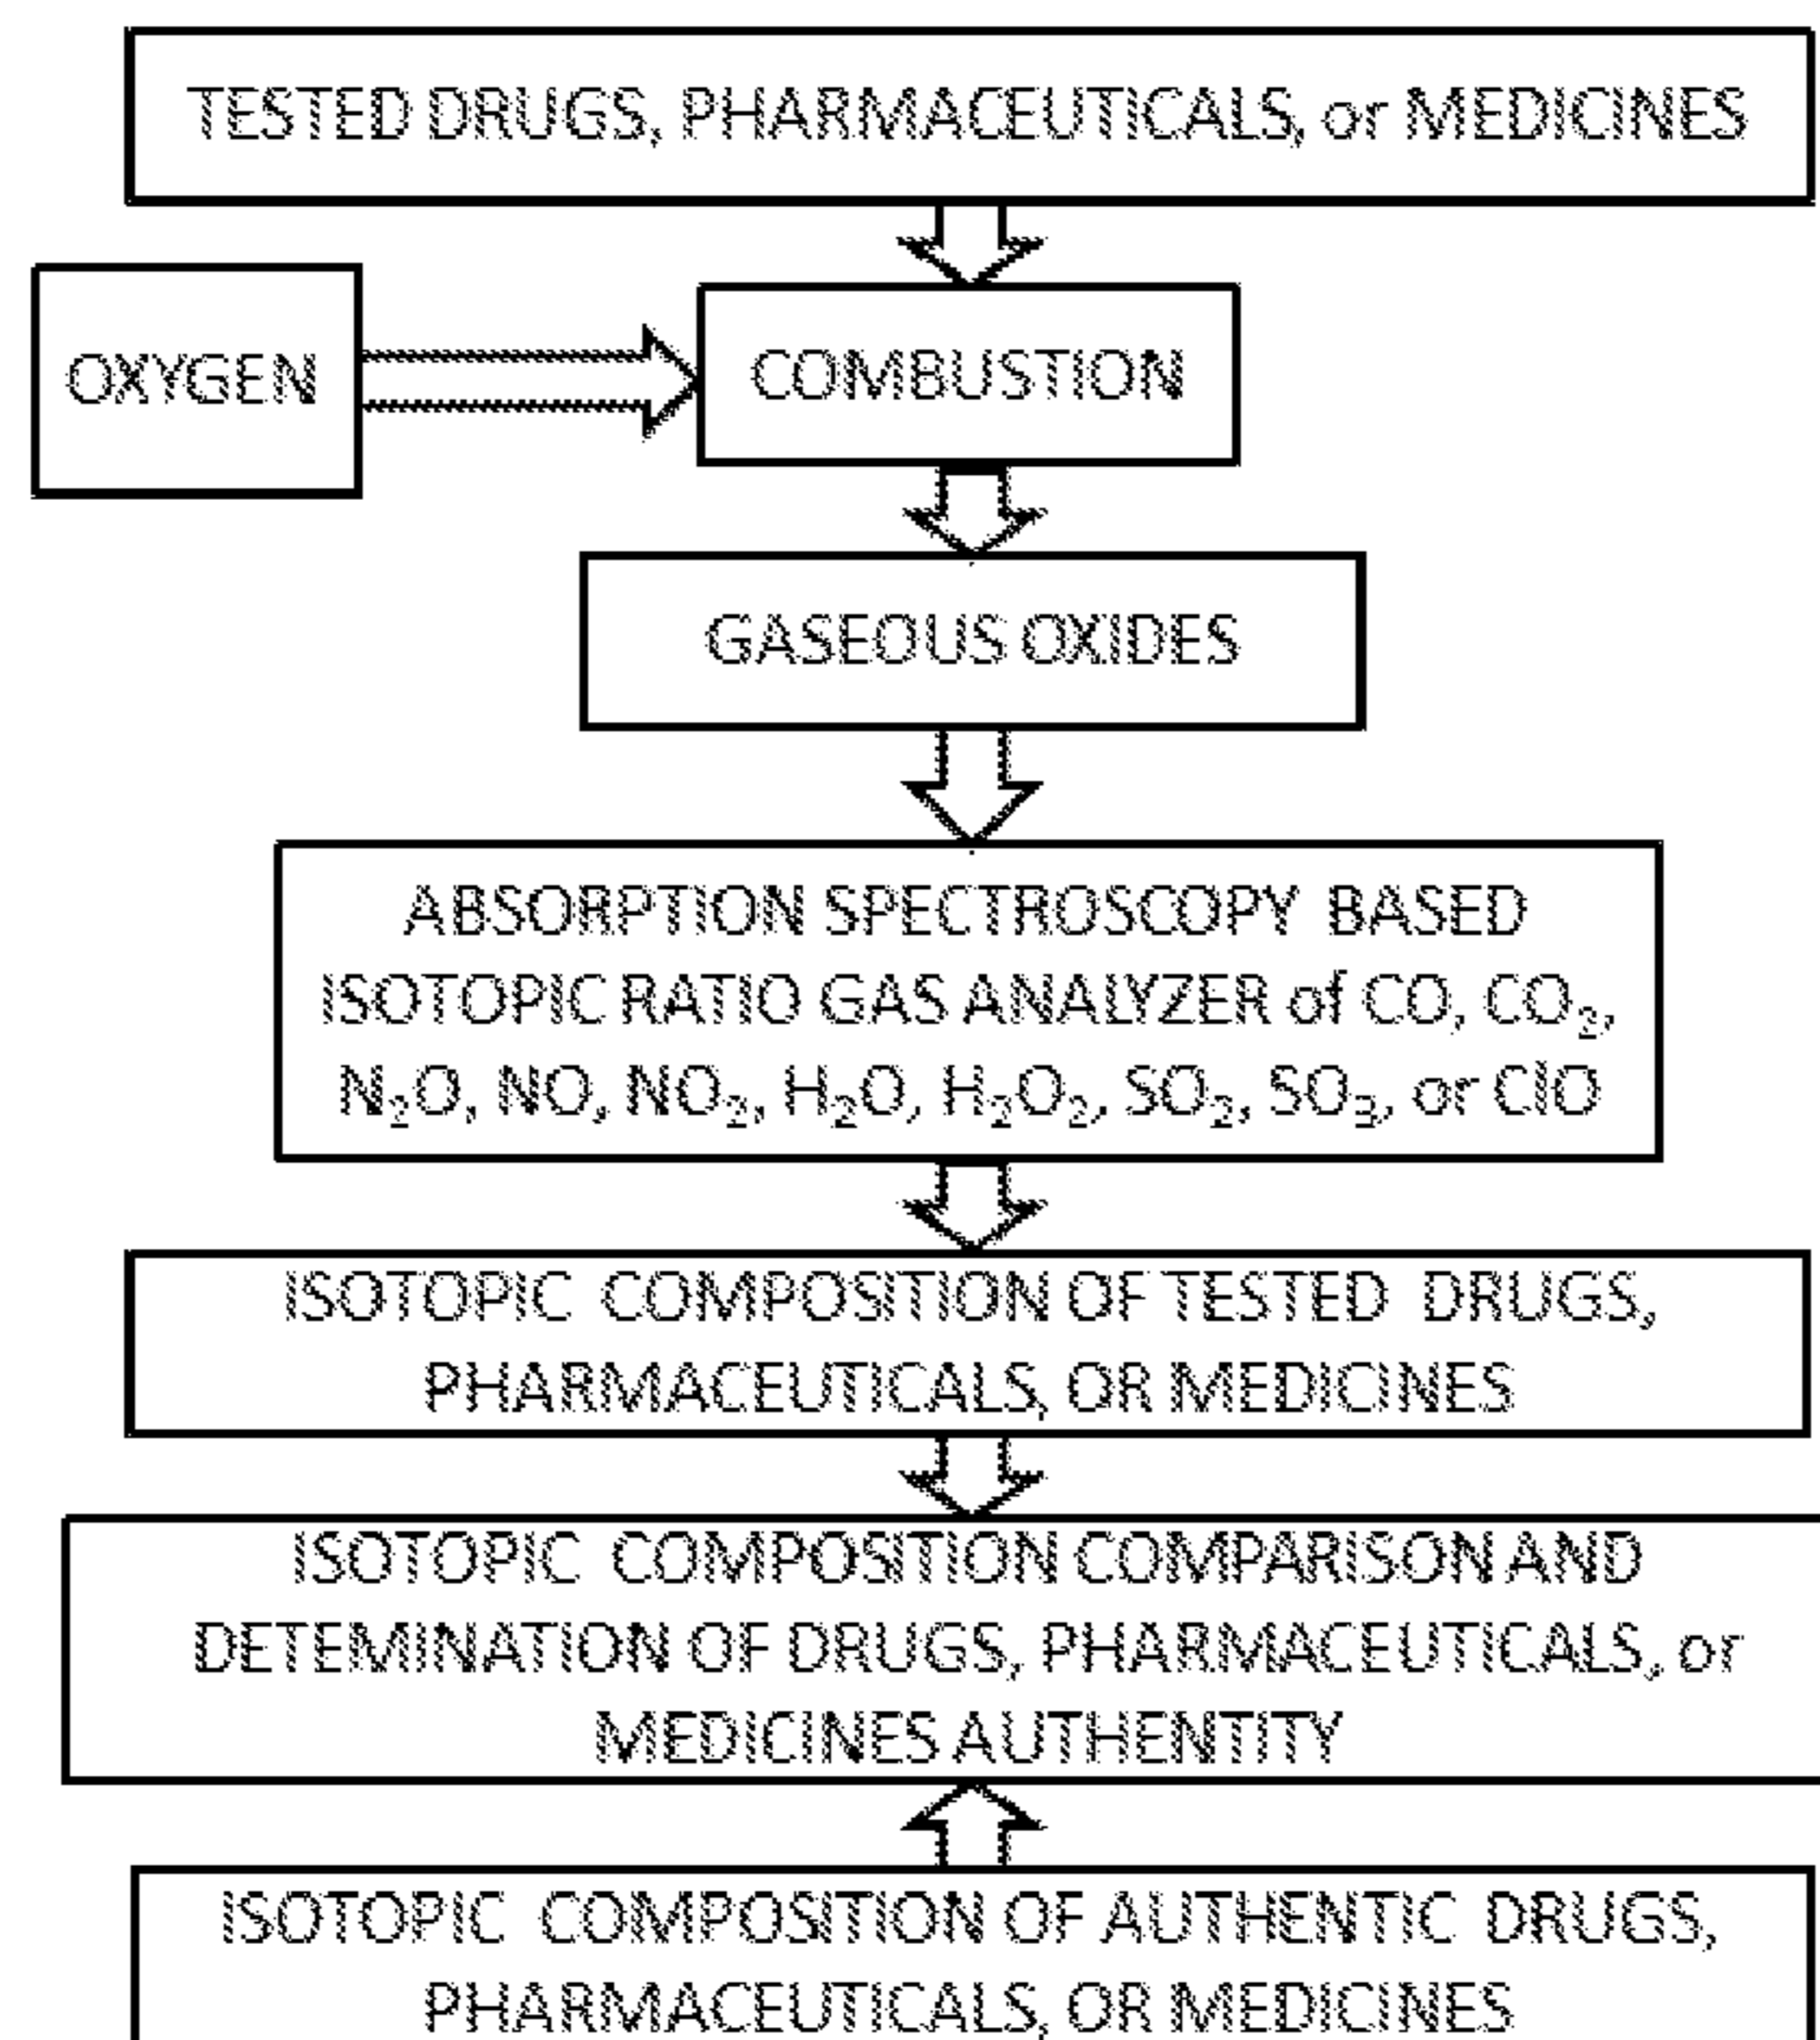 TESTED DRUGS, PHARMACEUTICALS, or MEDICINES
OXYGEN
COMBUSTION
GASEOUS OXIDES
ABSORPTION SPECTROSCOPY BASED
ISOTOPIC RATIO GAS ANALYZER of CO, CO₂,
N₂O, NO, NO₂, H₂O, H₂O₂, SO₂, SO₃, or ClO
ISOTOPIC COMPOSITION OF TESTED DRUGS,
PHARMACEUTICALS, OR MEDICINES
ISOTOPIC COMPOSITION COMPARISON AND
DETEMINATION OF DRUGS, PHARMACEUTICALS, or
MEDICINES AUTHENTITY
ISOTOPIC COMPOSITION OF AUTHENTIC DRUGS,
PHARMACEUTICALS, OR MEDICINES